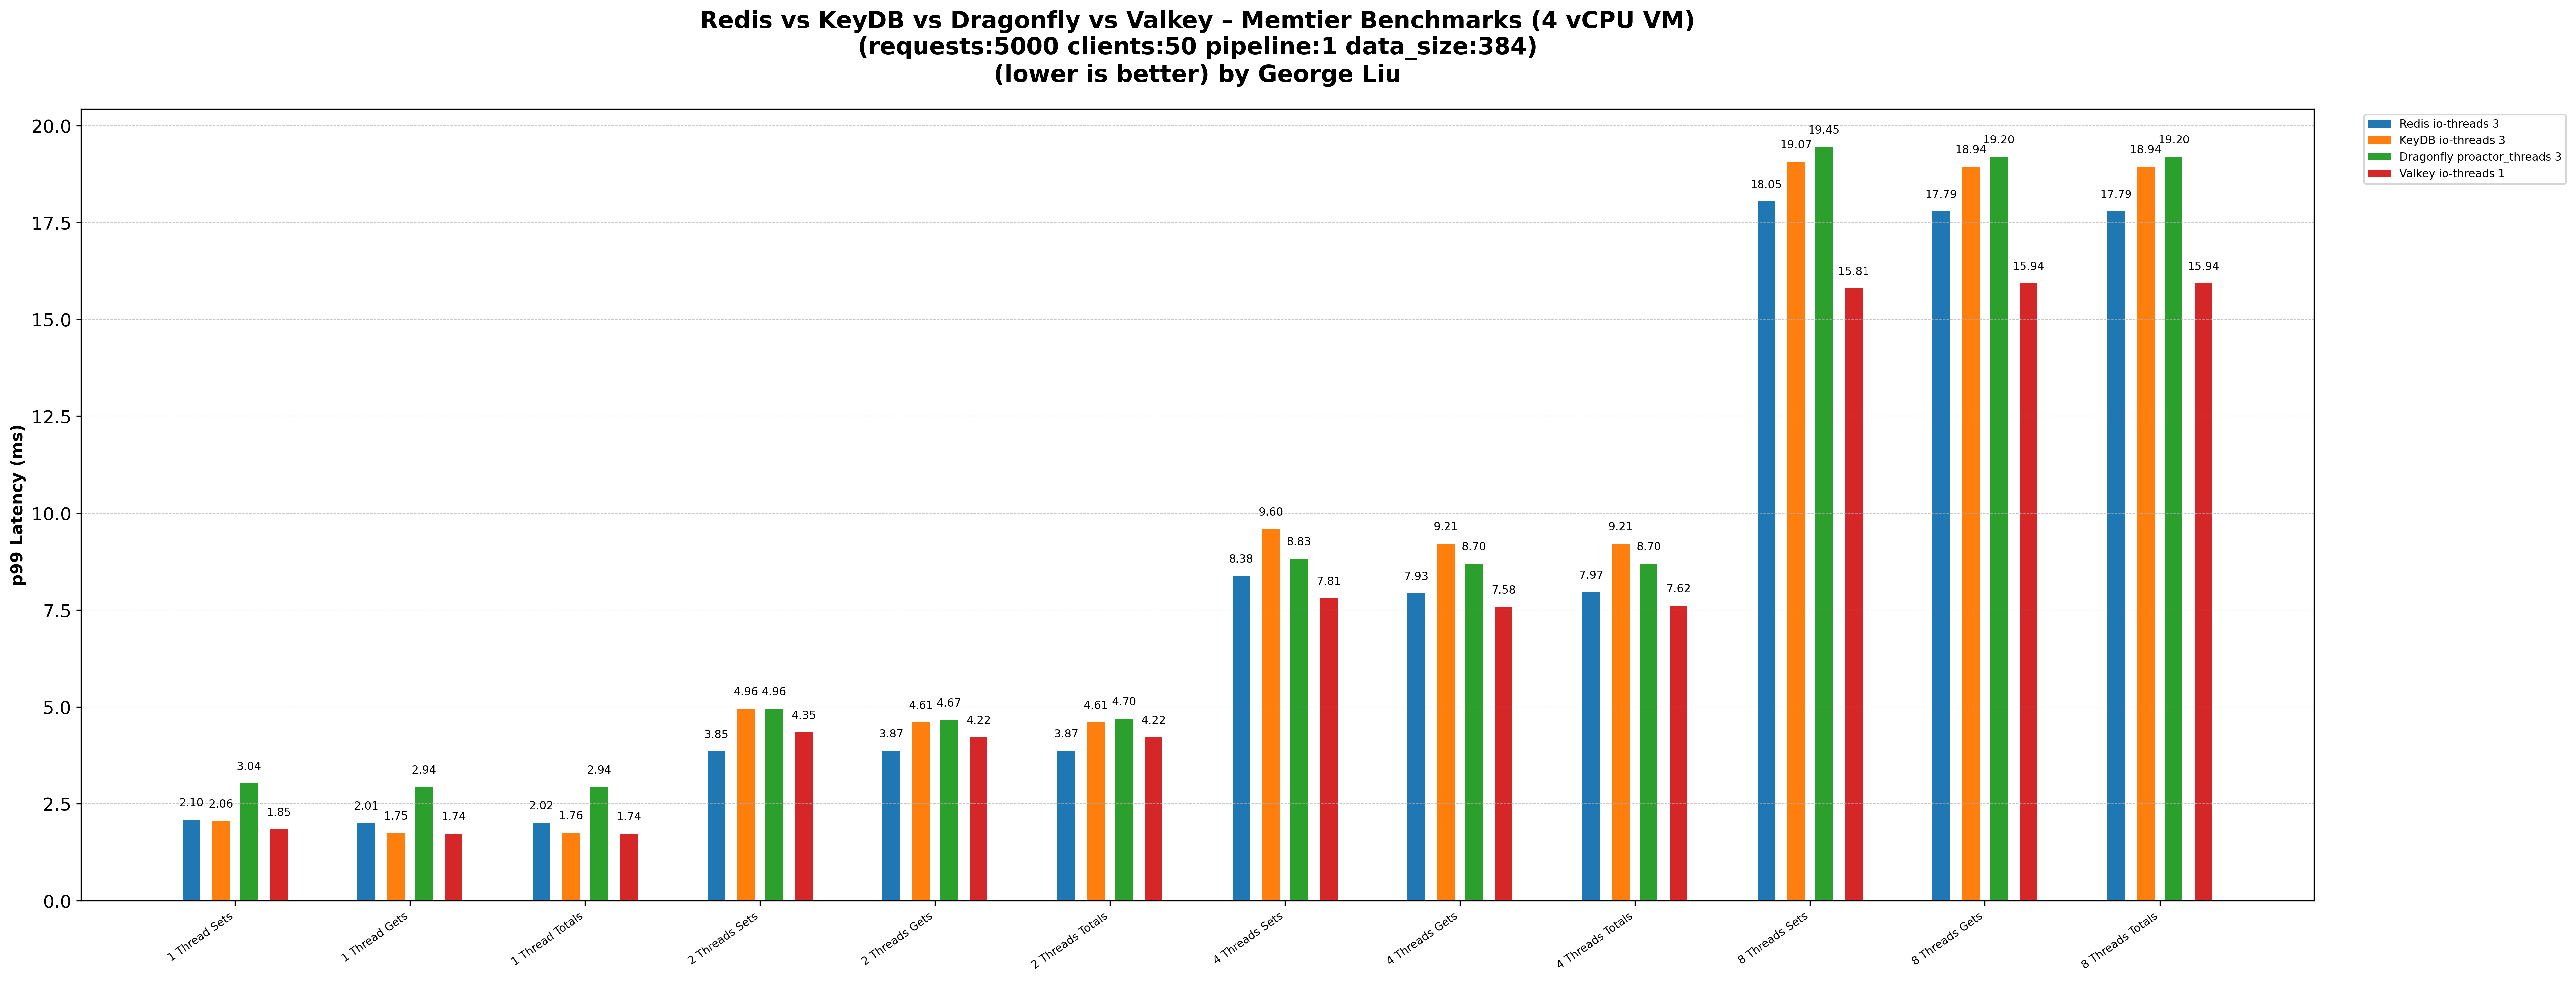 Redis vs KeyDB vs Dragonfly vs Valkey – Memtier Benchmarks (4 vCPU VM)
(requests:5000 clients:50 pipeline:1 data_size:384)
(lower is better) by George Liu
p99 Latency (ms)
20.0
17.5
15.0
12.5
10.0
7.5
5.0
2.5
0.0
2.10 2.06 3.04 1.85
2.01 1.75 2.94 1.74
2.02 1.76 2.94 1.74
3.85 4.96 4.96 4.35
3.87 4.61 4.67 4.22
3.87 4.61 4.70 4.22
8.38 9.60 8.83 7.81
7.93 9.21 8.70 7.58
7.97 9.21 8.70 7.62
18.05 19.07 19.45 15.81
17.79 18.94 19.20 15.94
17.79 18.94 19.20 15.94
1 Thread Sets
1 Thread Gets
1 Thread Totals
2 Threads Sets
2 Threads Gets
2 Threads Totals
4 Threads Sets
4 Threads Gets
4 Threads Totals
8 Threads Sets
8 Threads Gets
8 Threads Totals
Redis io-threads 3
KeyDB io-threads 3
Dragonfly proactor_threads 3
Valkey io-threads 1